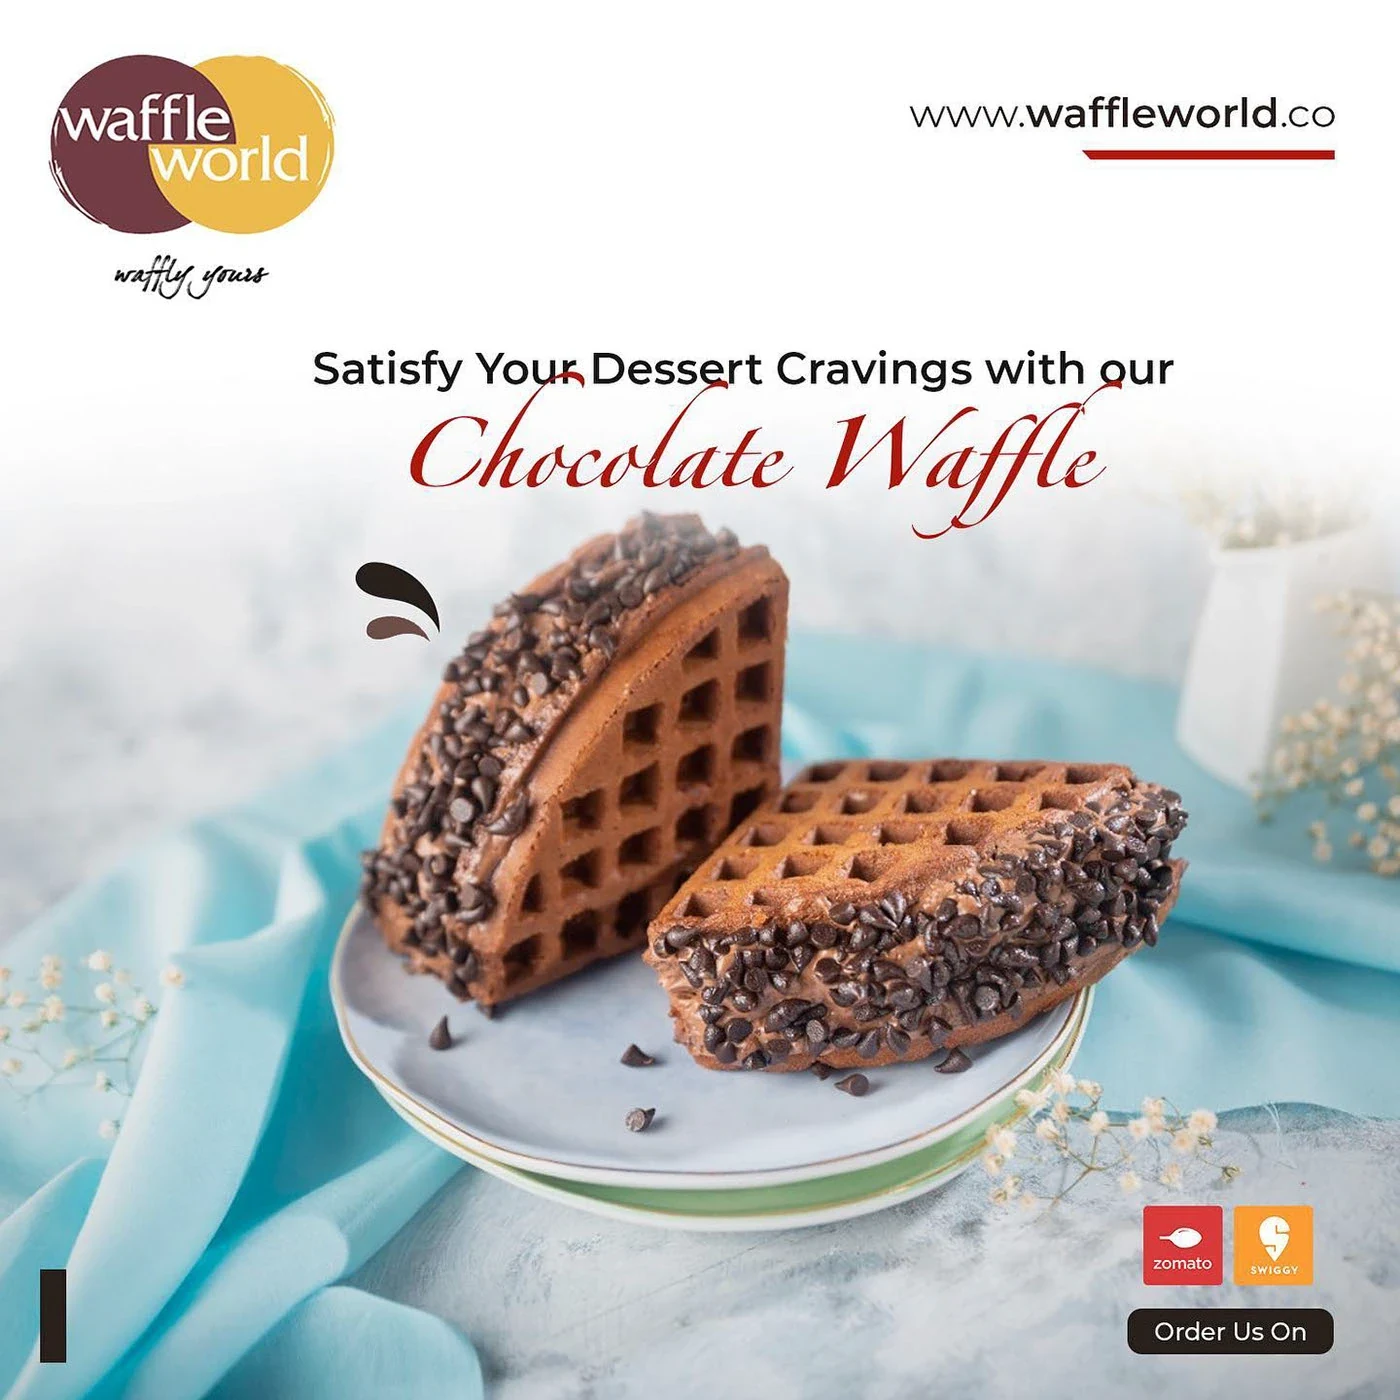 waffle
world
waffly yours
www.waffleworld.co
Satisfy Your Dessert Cravings with our
Chocolate Waffle
zomato
SWIGGY
Order Us On